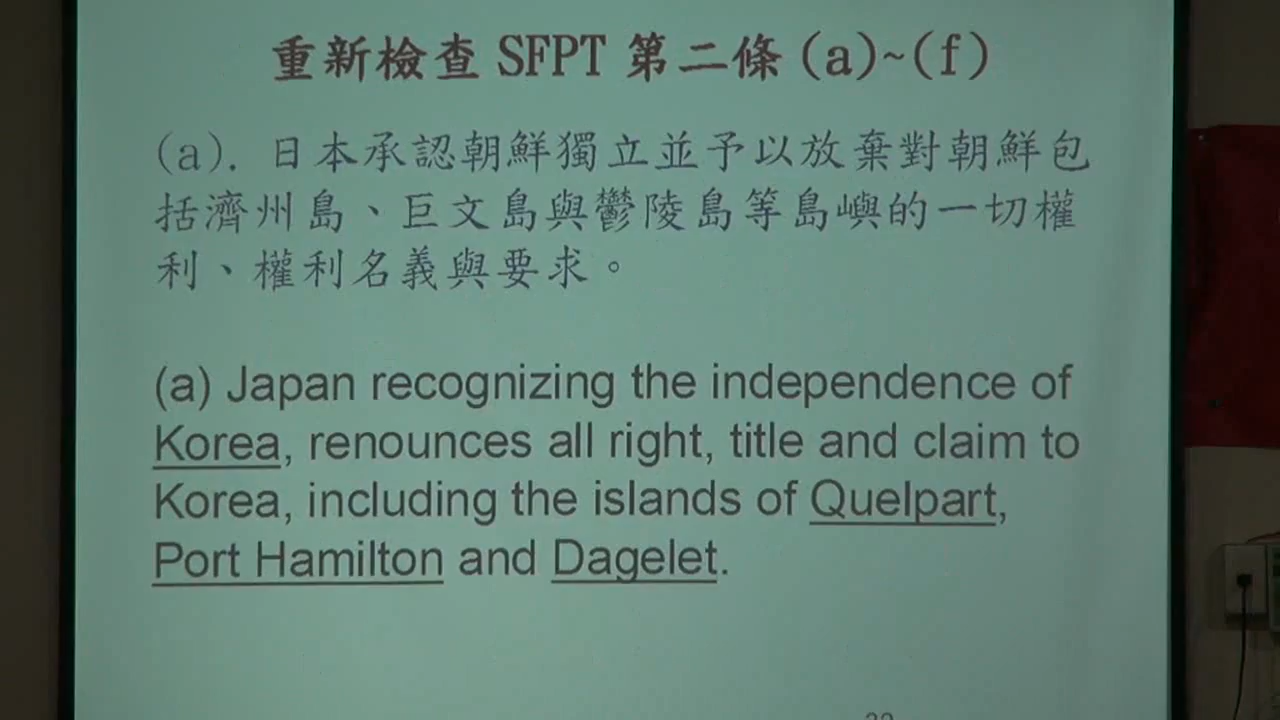 重新檢查 SFPT 第二條 (a)~(f)
(a). 日本承認朝鮮獨立並予以放棄對朝鮮包
括濟州島、巨文島與鬱陵島等島嶼的一切權
利、權利名義與要求。
(a) Japan recognizing the independence of
Korea, renounces all right, title and claim to
Korea, including the islands of Quelpart,
Port Hamilton and Dagelet.